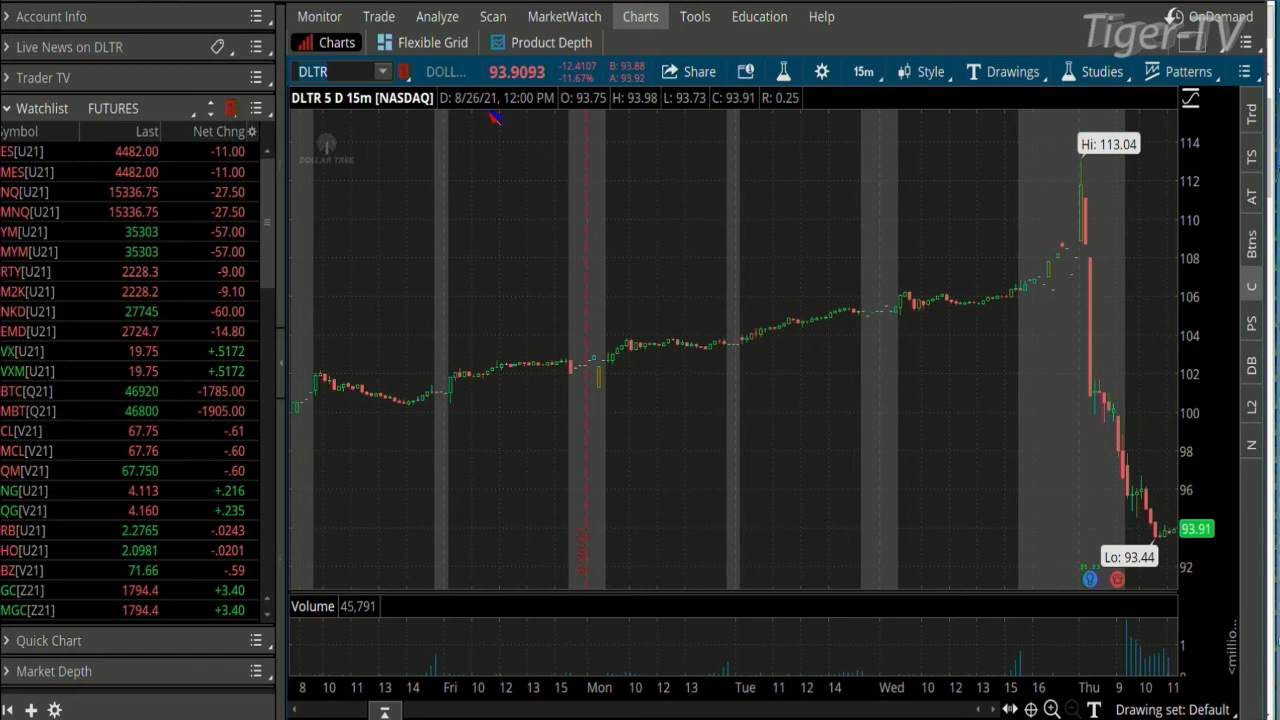 Account Info
Monitor Trade Analyze Scan MarketWatch Charts Tools Education Help
OnDemand
Tiger-TV
Live News on DLTR
Charts Flexible Grid Product Depth
Trader TV
DLTR DOLL... 93.9093 -12.4107 -11.67% B: 93.88 A: 93.92 Share 15m Style Drawings Studies Patterns
Watchlist FUTURES
DLTR 5 D 15m [NASDAQ] D: 8/26/21, 12:00 PM O: 93.75 H: 93.98 L: 93.73 C: 93.91 R: 0.25
ymbol Last Net Chng
ES[U21] 4482.00 -11.00
MES[U21] 4482.00 -11.00
NQ[U21] 15336.75 -27.50
MNQ[U21] 15336.75 -27.50
YM[U21] 35303 -57.00
MYM[U21] 35303 -57.00
RTY[U21] 2228.3 -9.00
M2K[U21] 2228.2 -9.10
NKD[U21] 27745 -60.00
EMD[U21] 2724.7 -14.80
VX[U21] 19.75 +.5172
VXM[U21] 19.75 +.5172
BTC[Q21] 46920 -1785.00
MBT[Q21] 46800 -1905.00
CL[V21] 67.75 -.61
MCL[V21] 67.76 -.60
QM[V21] 67.750 -.60
NG[U21] 4.113 +.216
QG[V21] 4.160 +.235
RB[U21] 2.2765 -.0243
HO[U21] 2.0981 -.0201
BZ[V21] 71.66 -.59
GC[Z21] 1794.4 +3.40
MGC[Z21] 1794.4 +3.40
Quick Chart
Market Depth
DOLLAR TREE
Hi: 113.04
Lo: 93.44
114
112
110
108
106
104
102
100
98
96
93.91
92
Volume 45,791
1
<millio...
8 10 11 13 14 Fri 10 12 13 15 Mon 10 12 13 Tue 11 12 14 Wed 10 12 13 15 16 Thu 9 10 11
Drawing set: Default
Trd
TS
AT
Btns
C
PS
DB
L2
N